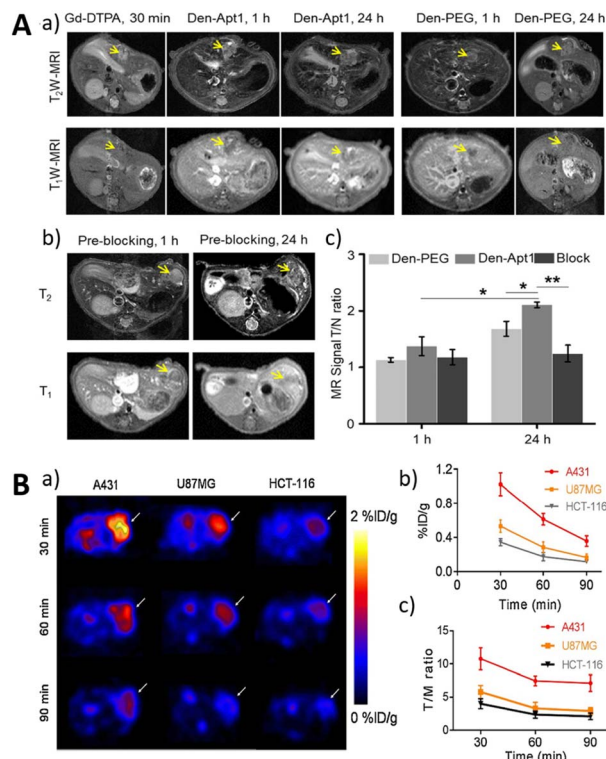 A a)
Gd-DTPA, 30 min Den-Apt1, 1 h Den-Apt1, 24 h Den-PEG, 1 h Den-PEG, 24 h
T₂W-MRI
T₁W-MRI
b)
Pre-blocking, 1 h Pre-blocking, 24 h
T₂
T₁
c)
Den-PEG Den-Apt1 Block
* * **
MR Signal T/N ratio
3
2
1
0
1 h 24 h
B a)
A431 U87MG HCT-116
30 min
60 min
90 min
2 %ID/g
0 %ID/g
b)
%ID/g
1.2
0.8
0.4
0.0
A431
U87MG
HCT-116
0 30 60 90
Time (min)
c)
T/M ratio
15
10
5
0
A431
U87MG
HCT-116
30 60 90
Time (min)